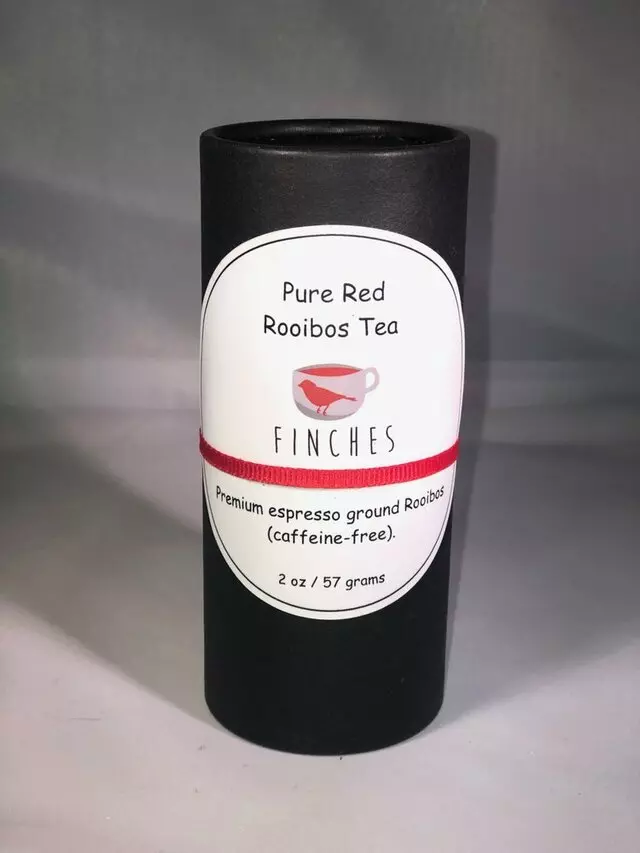 Pure Red
Rooibos Tea
FINCHES
Premium espresso ground Rooibos
(caffeine-free).
2 oz / 57 grams